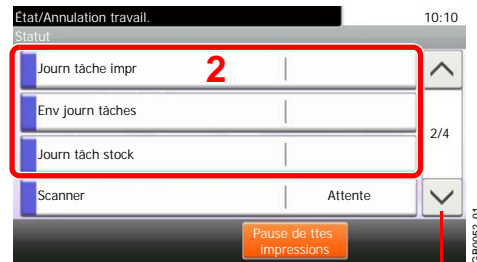 État/Annulation travail.
10:10
Statut
Journ tâche impr
2
Env journ tâches
2/4
Journ tâch stock
Scanner
Attente
Pause de ttes
impressions